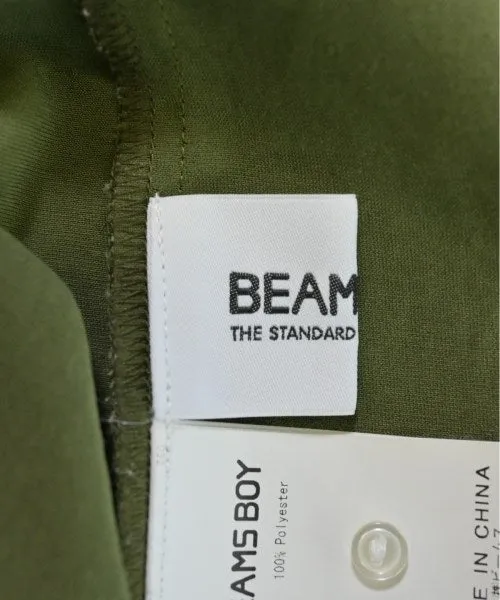 BEAM
THE STANDARD
AMS BOY
100% Polyester
E IN CHINA